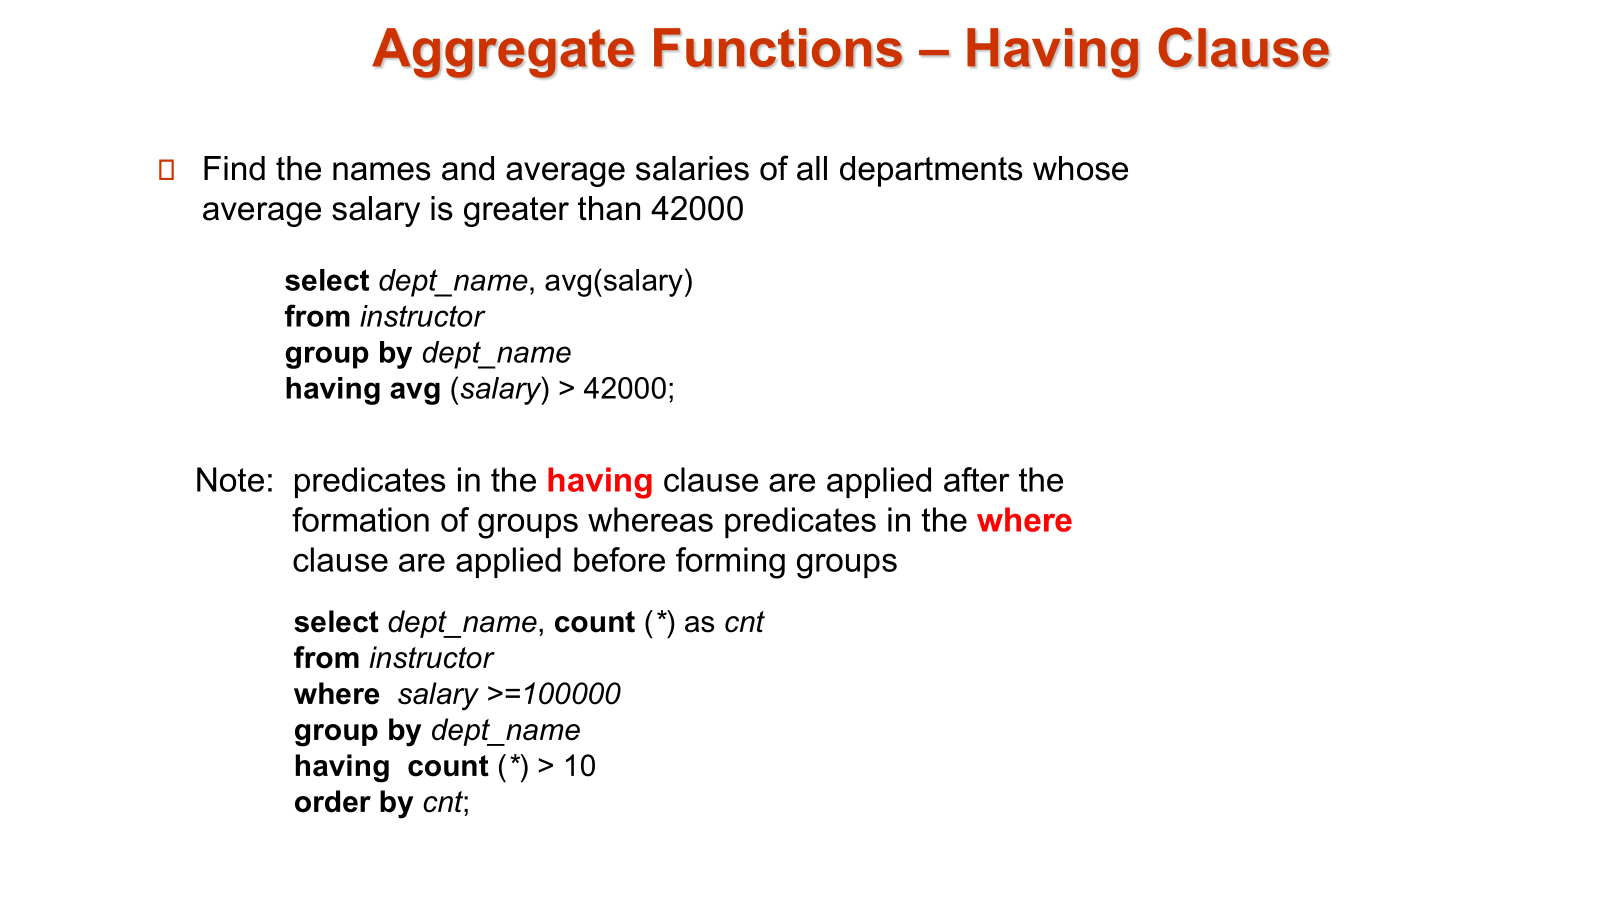 Aggregate Functions – Having Clause
Find the names and average salaries of all departments whose
average salary is greater than 42000
select dept_name, avg(salary)
from instructor
group by dept_name
having avg (salary) > 42000;
Note:  predicates in the having clause are applied after the
formation of groups whereas predicates in the where
clause are applied before forming groups
select dept_name, count (*) as cnt
from instructor
where  salary >=100000
group by dept_name
having  count (*) > 10
order by cnt;